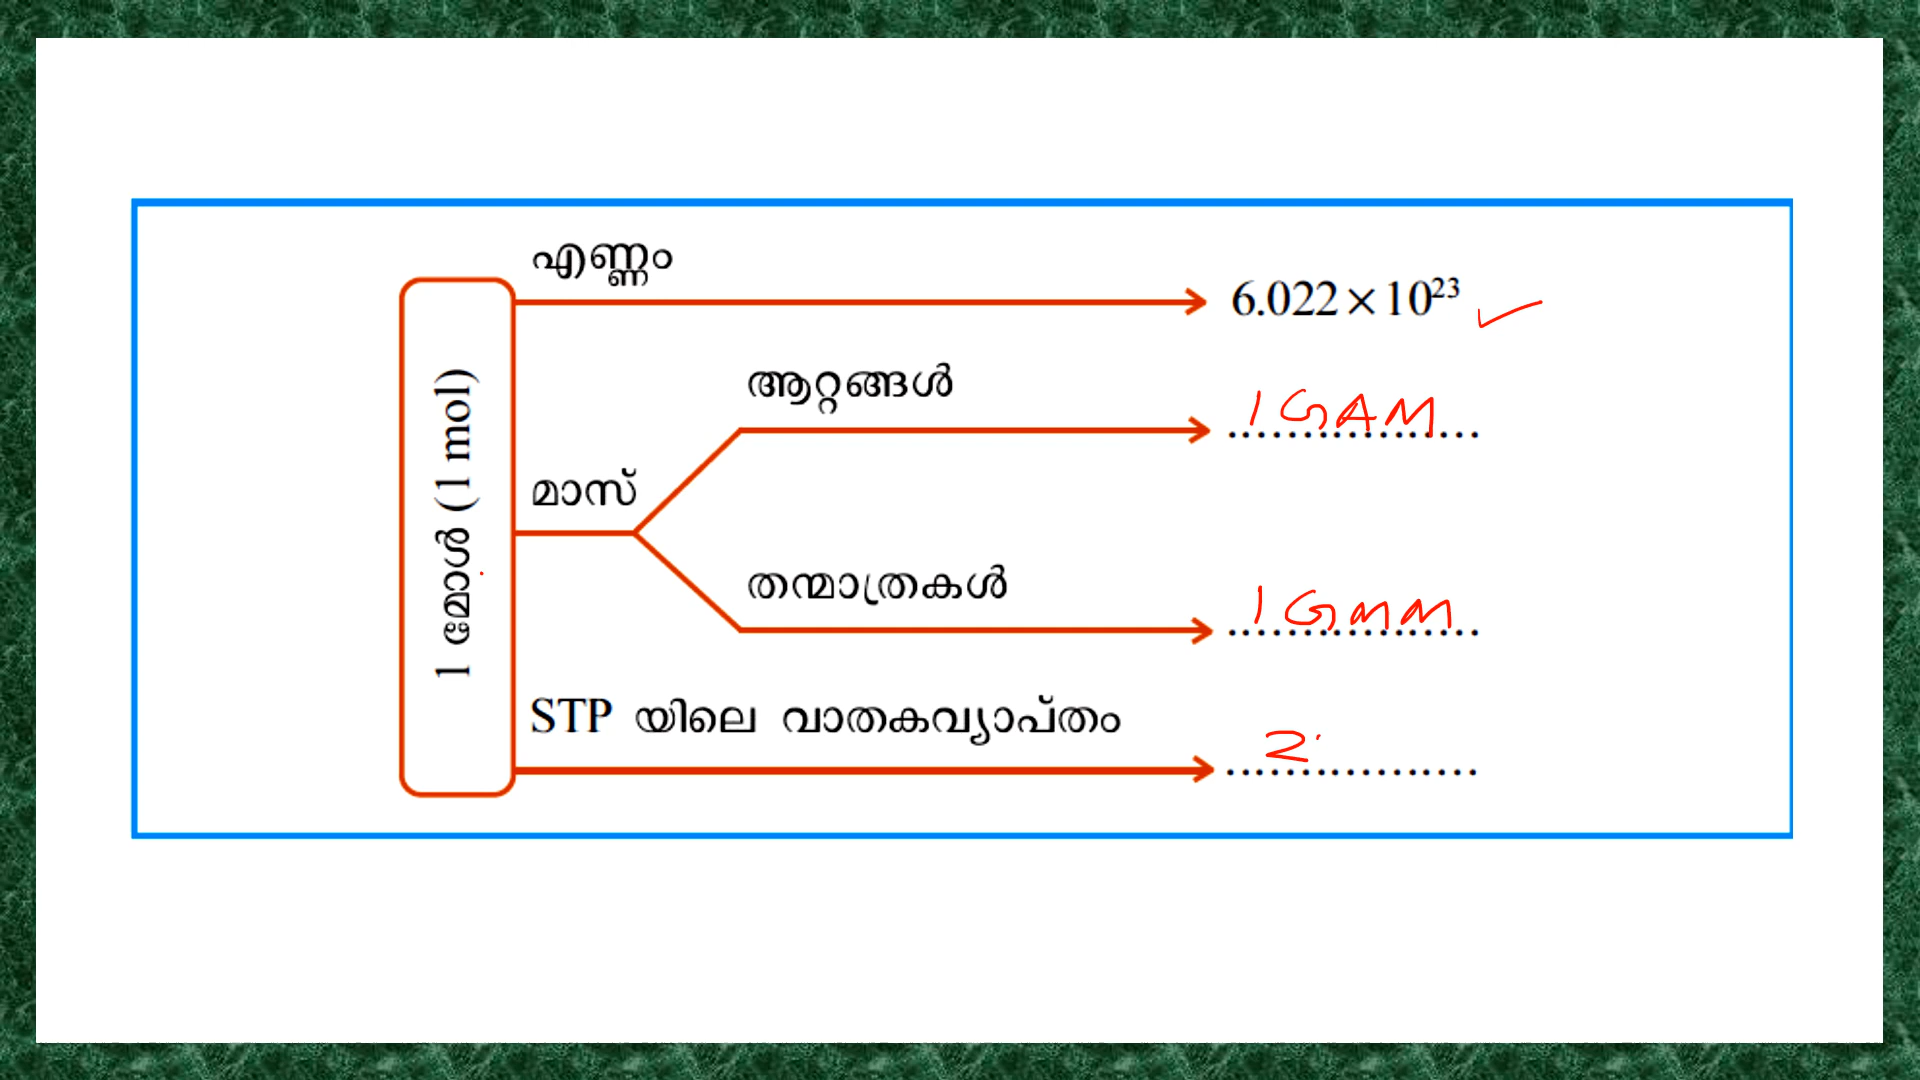 എണ്ണം
6.022 × 10²³
ആറ്റങ്ങൾ
1 GAM
1 മോൾ (1 mol)
മാസ്
തന്മാത്രകൾ
1 GMM
STP യിലെ വാതകവ്യാപ്തം
2